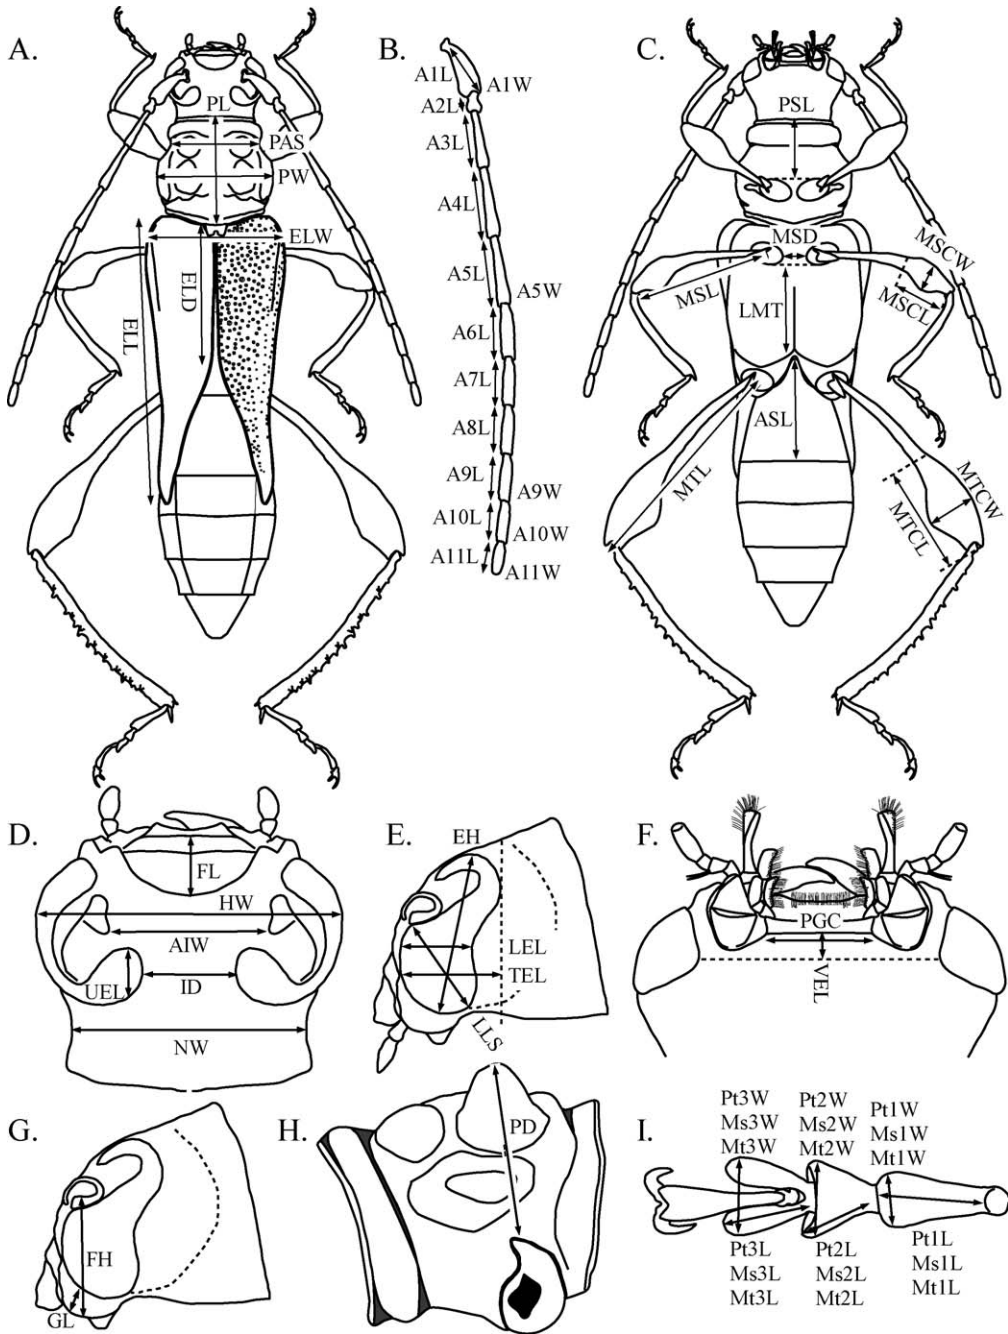 A.
PL
PAS
PW
ELW
ELD
ELL
B.
A1L
A1W
A2L
A3L
A4L
A5L
A5W
A6L
A7L
A8L
A9L
A9W
A10L
A10W
A11L
A11W
C.
PSL
MSD
MSCW
MSL
MSCL
LMT
ASL
MTL
MTCW
MTCL
D.
FL
HW
AIW
UEL
ID
NW
E.
EH
LEL
TEL
LLS
F.
PGC
VEL
G.
FH
GL
H.
PD
I.
Pt3W
Ms3W
Mt3W
Pt2W
Ms2W
Mt2W
Pt1W
Ms1W
Mt1W
Pt3L
Ms3L
Mt3L
Pt2L
Ms2L
Mt2L
Pt1L
Ms1L
Mt1L